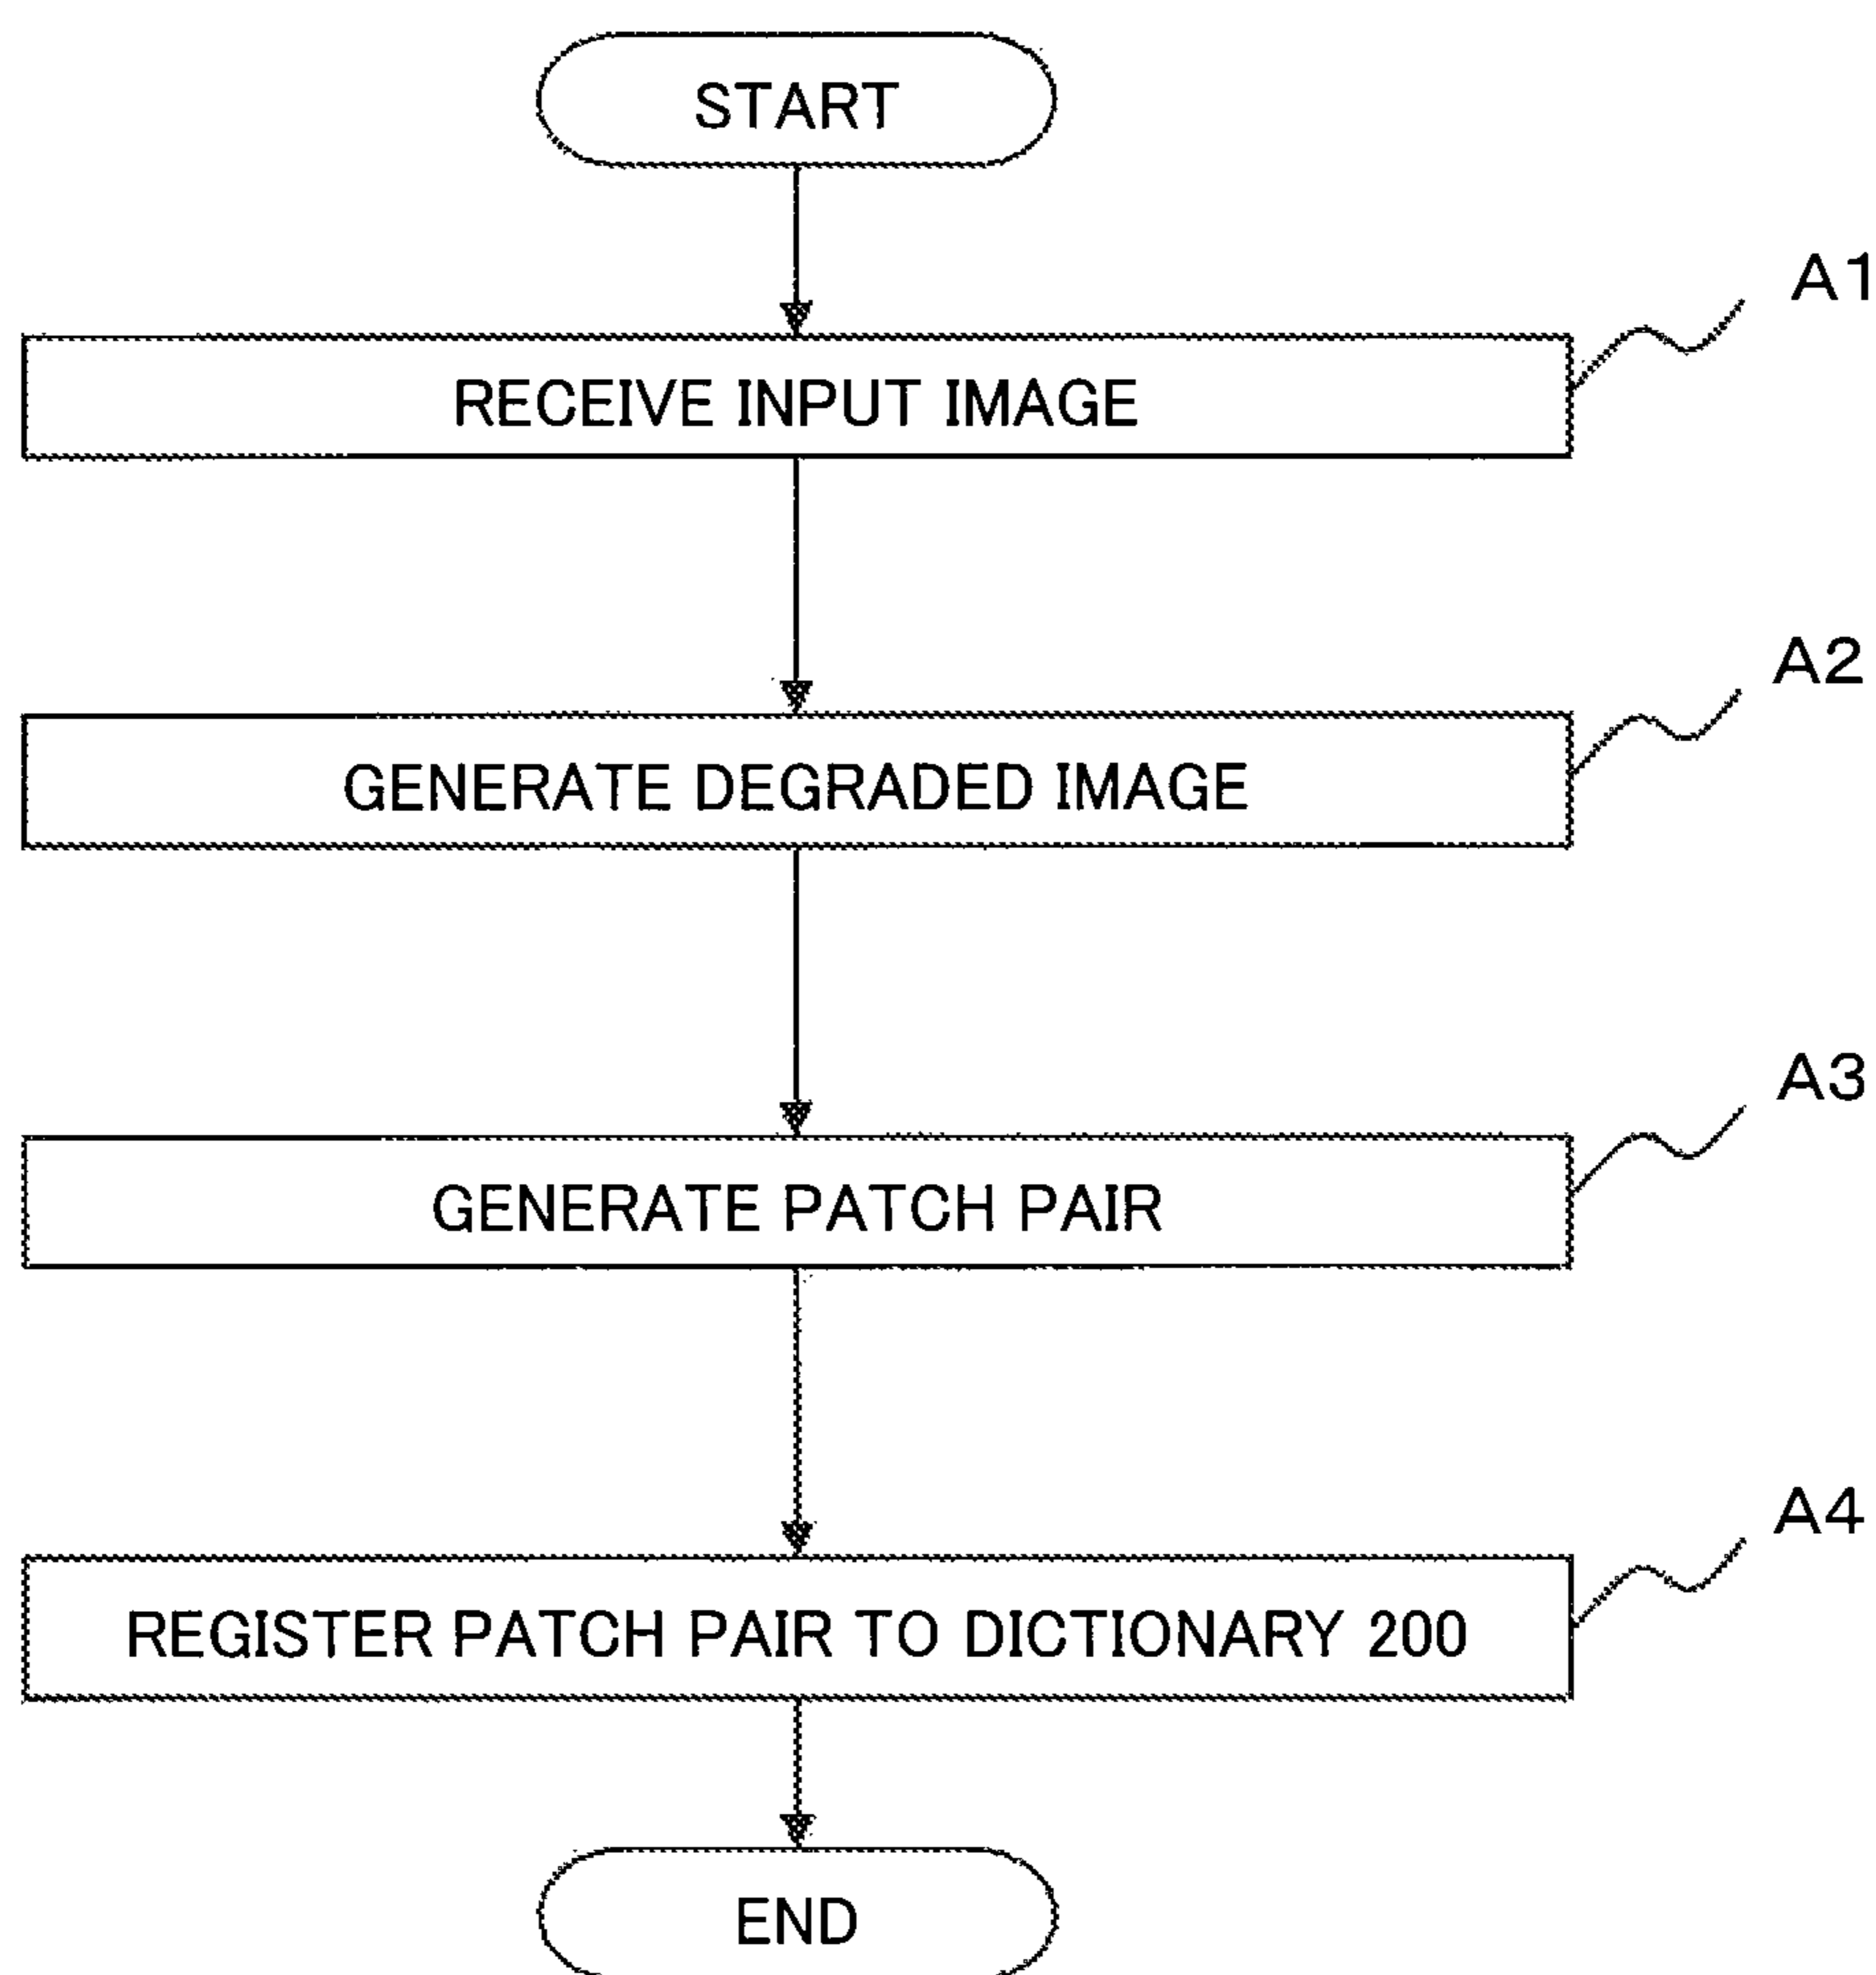 START
A1
RECEIVE INPUT IMAGE
A2
GENERATE DEGRADED IMAGE
A3
GENERATE PATCH PAIR
A4
REGISTER PATCH PAIR TO DICTIONARY 200
END